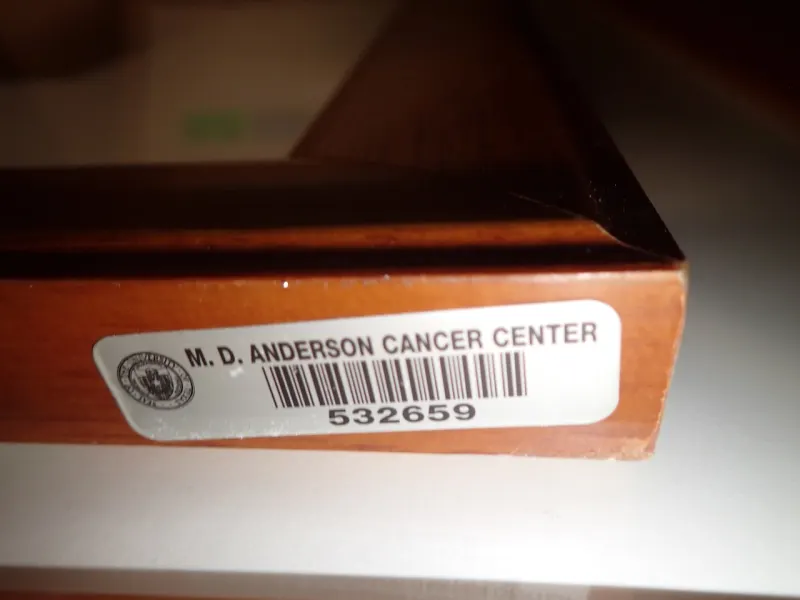 M. D. ANDERSON CANCER CENTER
532659